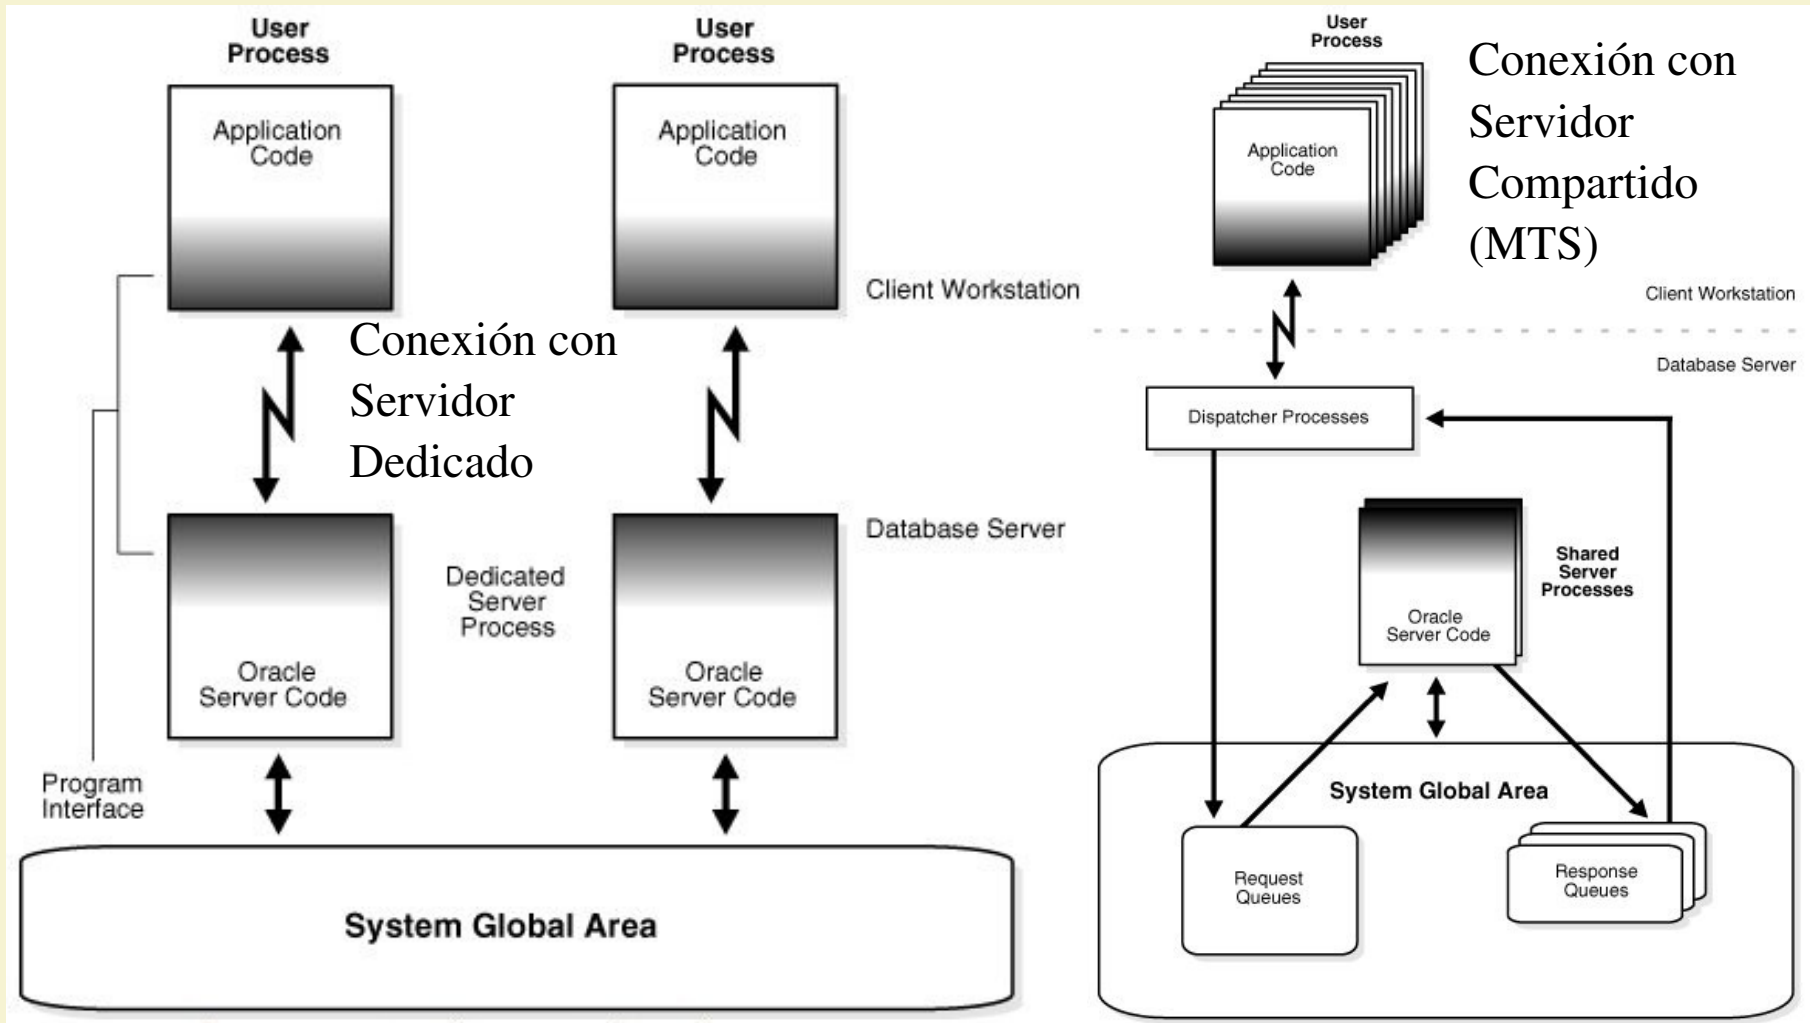 User
Process
Application
Code
User
Process
Application
Code
Client Workstation
Conexión con
Servidor
Dedicado
Database Server
Dedicated
Server
Process
Oracle
Server Code
Oracle
Server Code
Program
Interface
System Global Area
User
Process
Application
Code
Conexión con
Servidor
Compartido
(MTS)
Client Workstation
Database Server
Dispatcher Processes
Shared
Server
Processes
Oracle
Server Code
System Global Area
Request
Queues
Response
Queues